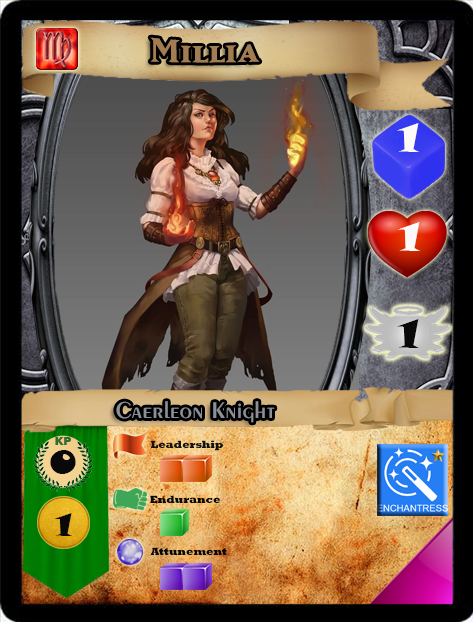 Millia
1
1
1
Caerleon Knight
KP
1
Leadership
Endurance
Attunement
ENCHANTRESS